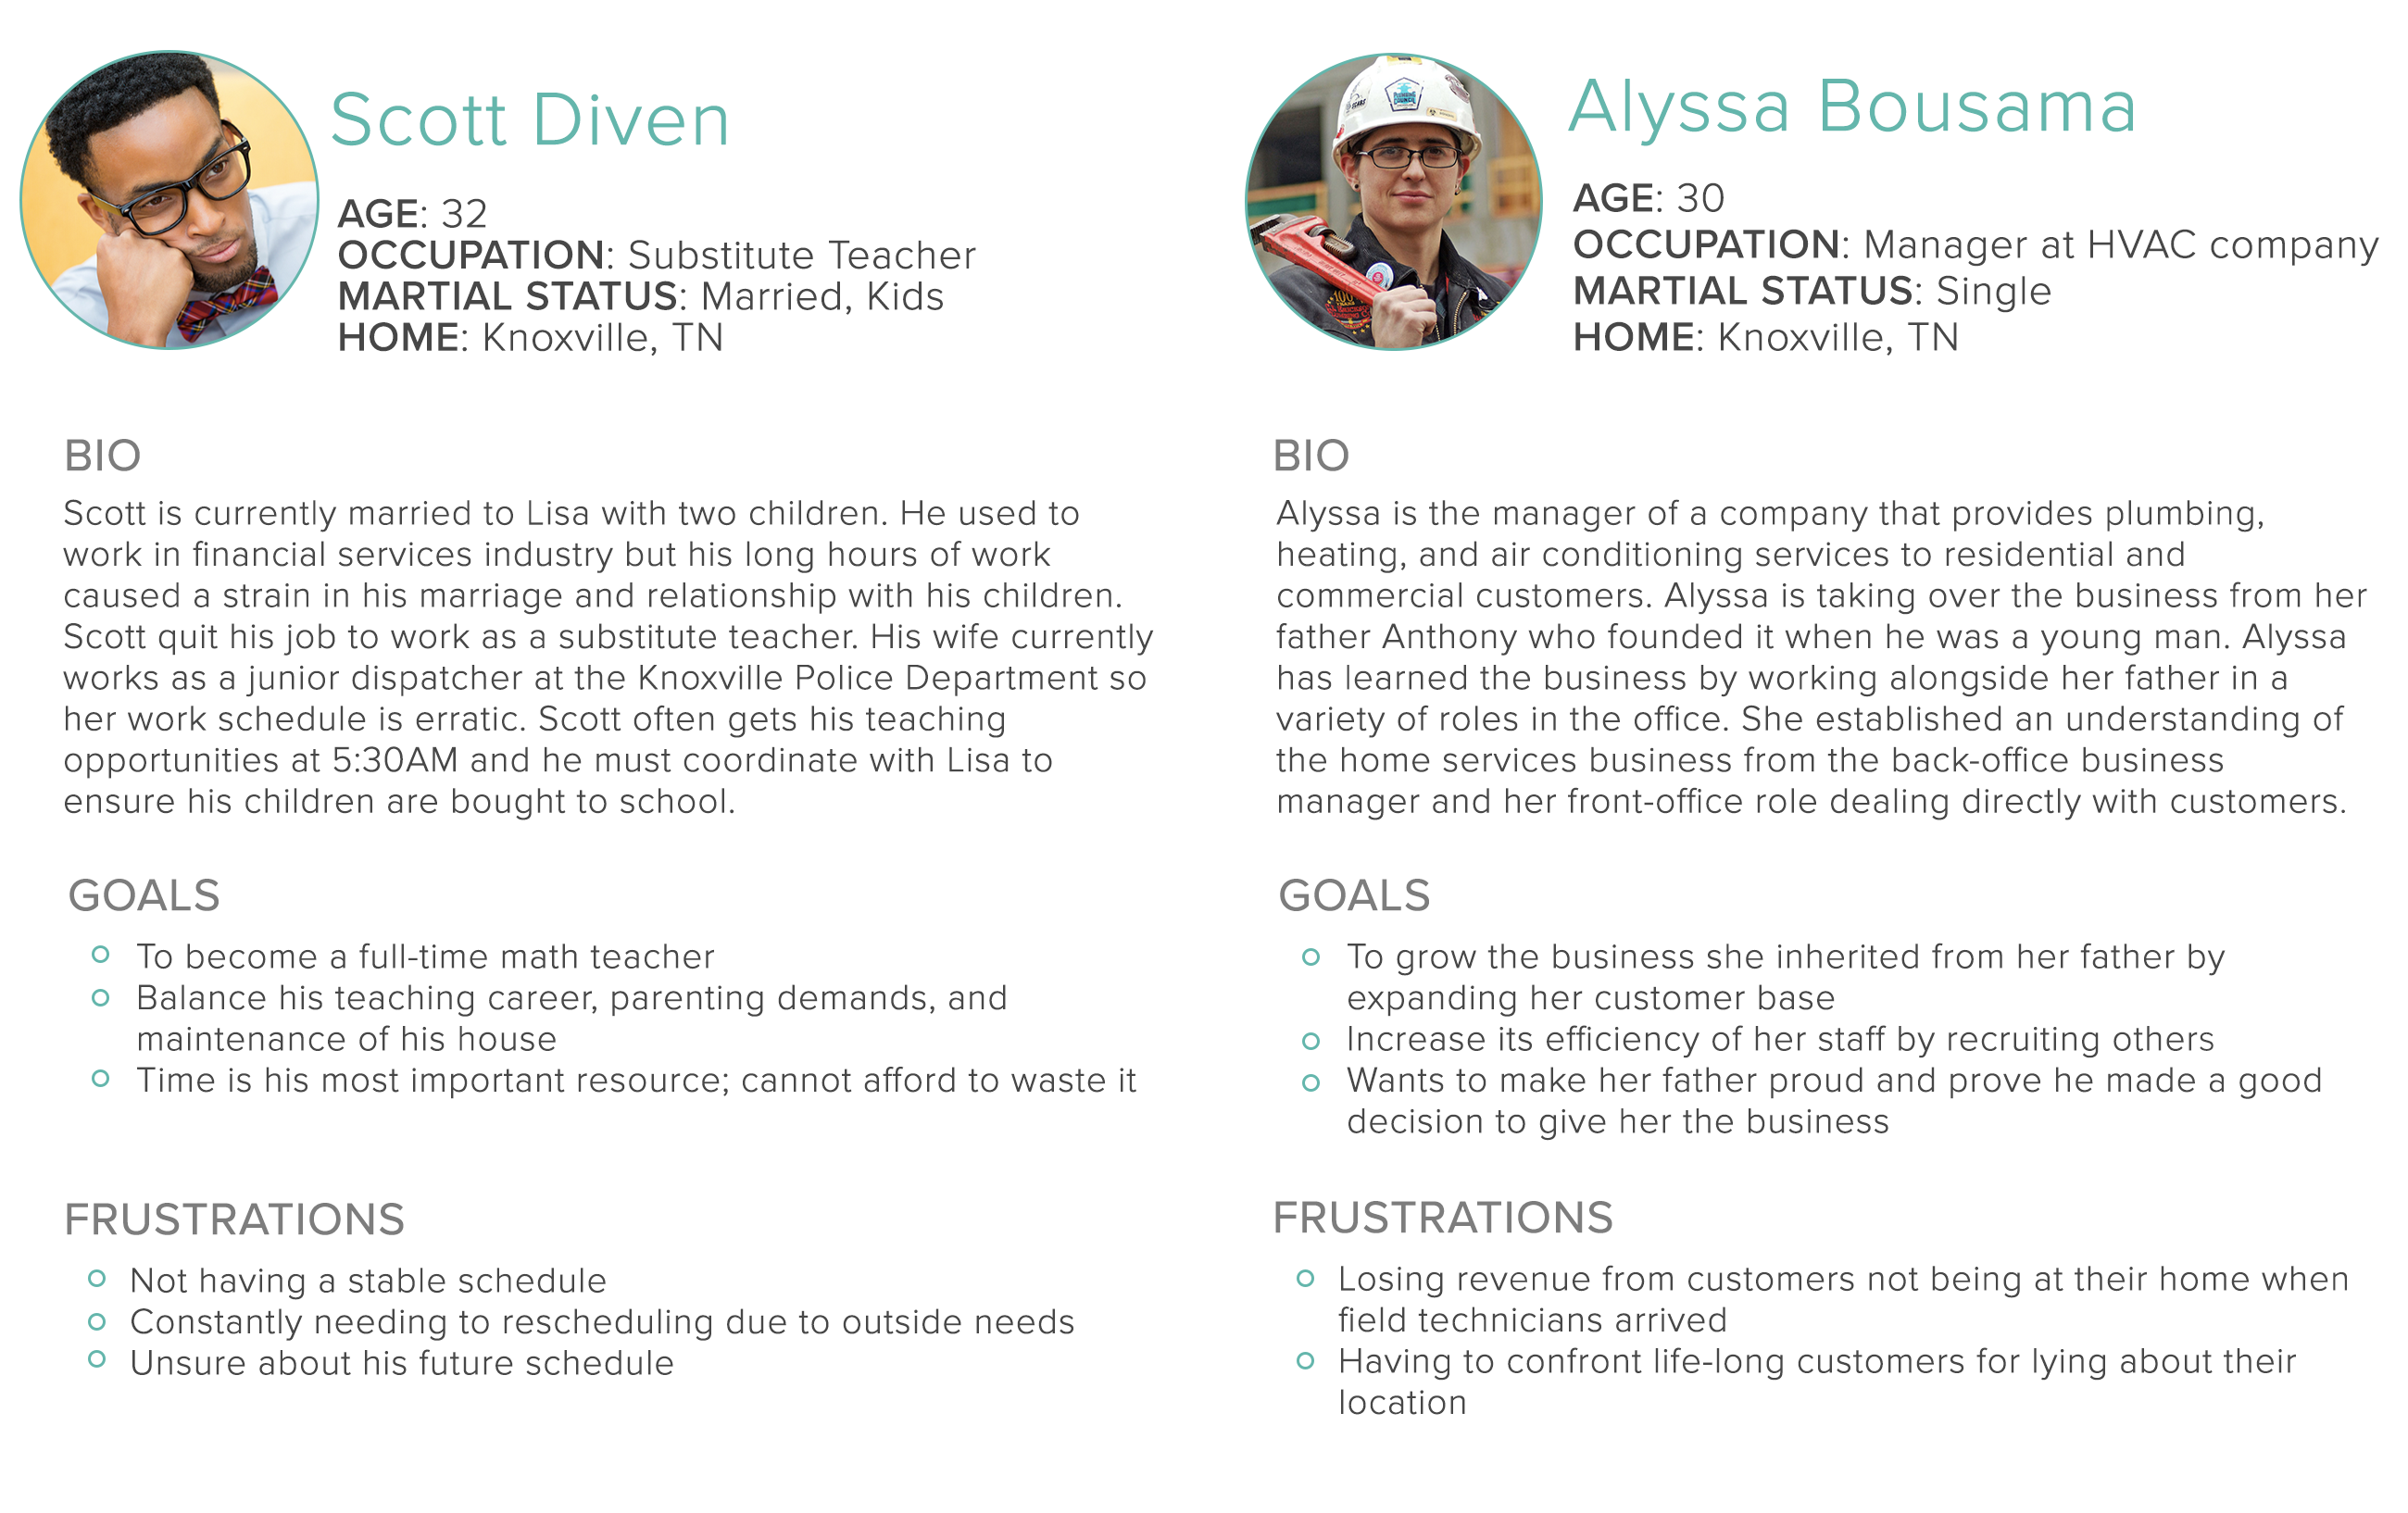 Scott Diven
AGE: 32
OCCUPATION: Substitute Teacher
MARTIAL STATUS: Married, Kids
HOME: Knoxville, TN
BIO
Scott is currently married to Lisa with two children. He used to
work in financial services industry but his long hours of work
caused a strain in his marriage and relationship with his children.
Scott quit his job to work as a substitute teacher. His wife currently
works as a junior dispatcher at the Knoxville Police Department so
her work schedule is erratic. Scott often gets his teaching
opportunities at 5:30AM and he must coordinate with Lisa to
ensure his children are bought to school.
GOALS
To become a full-time math teacher
Balance his teaching career, parenting demands, and
maintenance of his house
Time is his most important resource; cannot afford to waste it
FRUSTRATIONS
Not having a stable schedule
Constantly needing to rescheduling due to outside needs
Unsure about his future schedule
Alyssa Bousama
AGE: 30
OCCUPATION: Manager at HVAC company
MARTIAL STATUS: Single
HOME: Knoxville, TN
BIO
Alyssa is the manager of a company that provides plumbing,
heating, and air conditioning services to residential and
commercial customers. Alyssa is taking over the business from her
father Anthony who founded it when he was a young man. Alyssa
has learned the business by working alongside her father in a
variety of roles in the office. She established an understanding of
the home services business from the back-office business
manager and her front-office role dealing directly with customers.
GOALS
To grow the business she inherited from her father by
expanding her customer base
Increase its efficiency of her staff by recruiting others
Wants to make her father proud and prove he made a good
decision to give her the business
FRUSTRATIONS
Losing revenue from customers not being at their home when
field technicians arrived
Having to confront life-long customers for lying about their
location